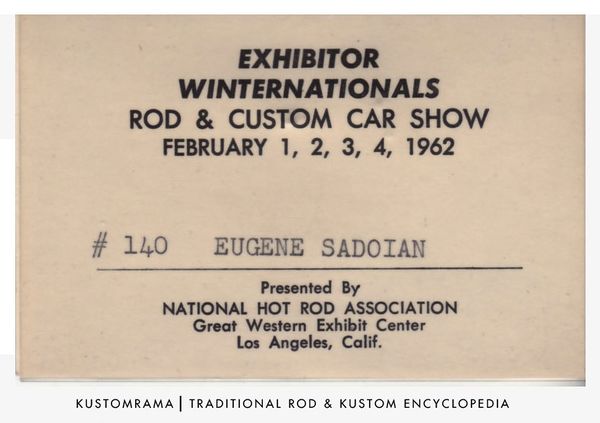 EXHIBITOR
WINTERNATIONALS
ROD & CUSTOM CAR SHOW
FEBRUARY 1, 2, 3, 4, 1962
# 140 EUGENE SADOIAN
Presented By
NATIONAL HOT ROD ASSOCIATION
Great Western Exhibit Center
Los Angeles, Calif.
KUSTOMRAMA | TRADITIONAL ROD & KUSTOM ENCYCLOPEDIA